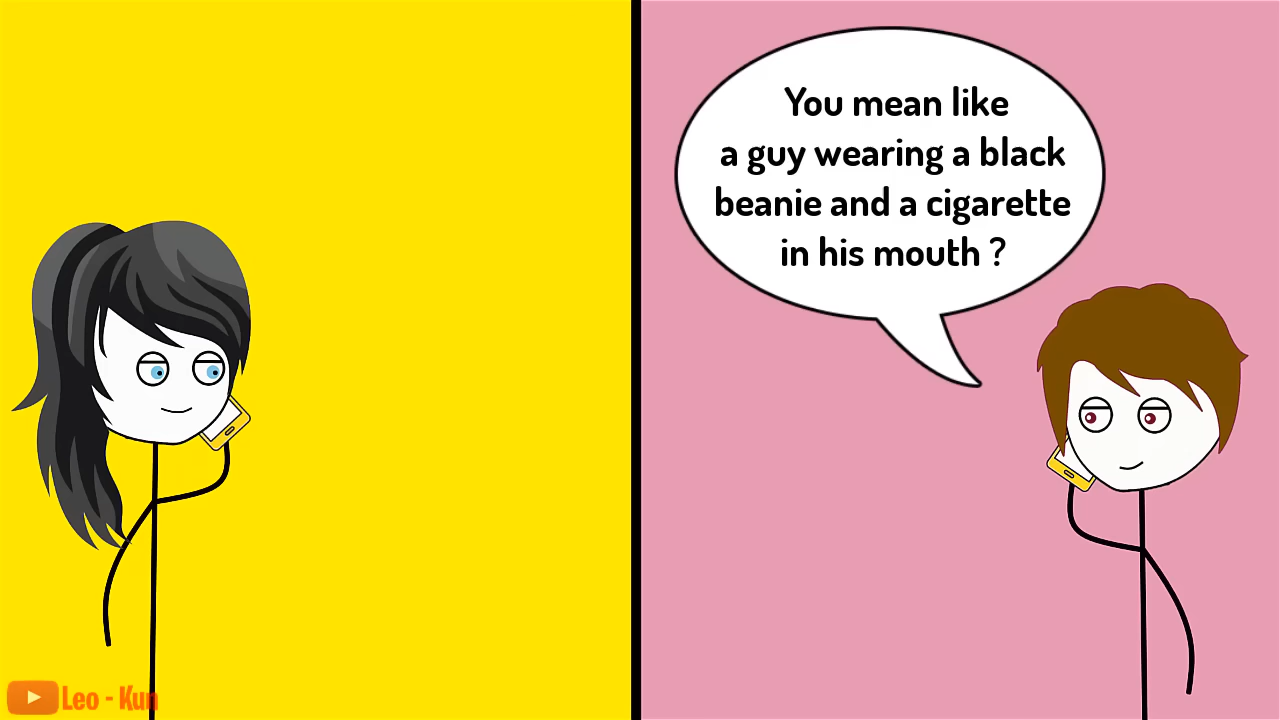 You mean like
a guy wearing a black
beanie and a cigarette
in his mouth ?
Leo - Kun